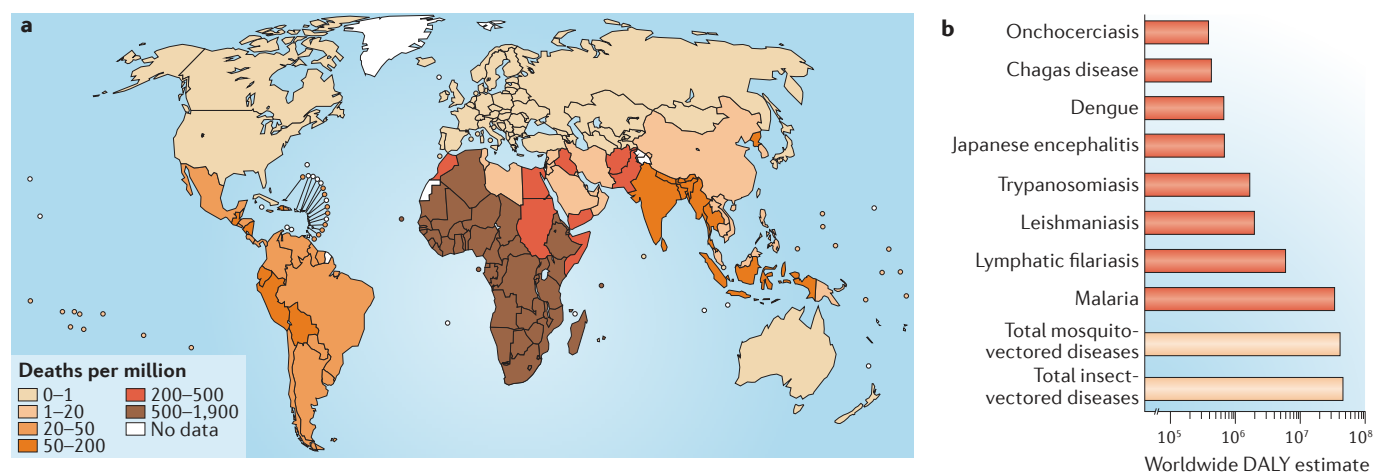 a
Deaths per million
0–1
1–20
20–50
50–200
200–500
500–1,900
No data
b
Onchocerciasis
Chagas disease
Dengue
Japanese encephalitis
Trypanosomiasis
Leishmaniasis
Lymphatic filariasis
Malaria
Total mosquito-
vectored diseases
Total insect-
vectored diseases
10⁵
10⁶
10⁷
10⁸
Worldwide DALY estimate